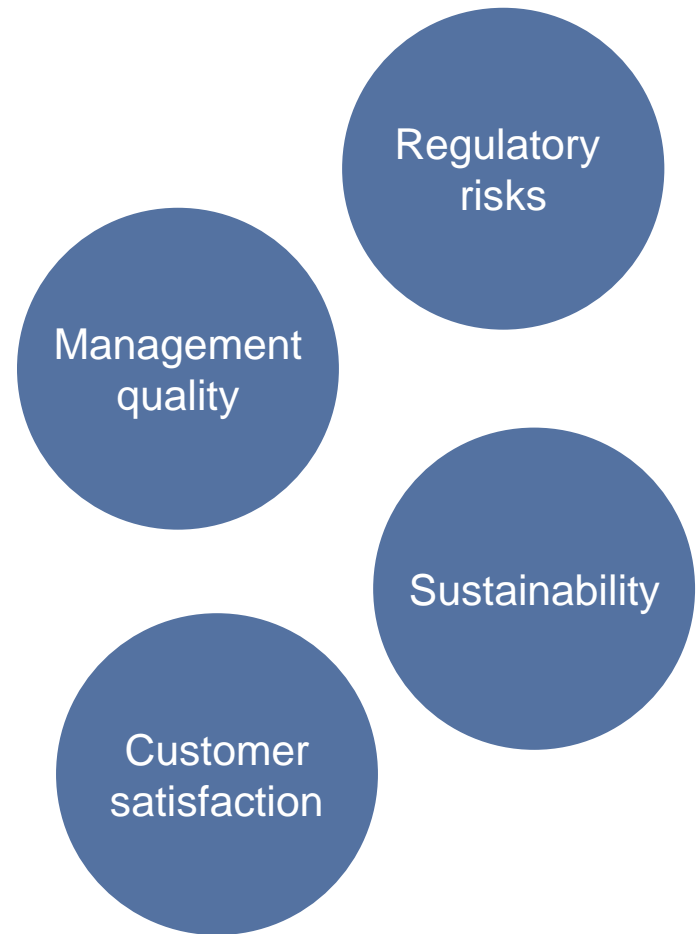 Regulatory
risks
Management
quality
Sustainability
Customer
satisfaction